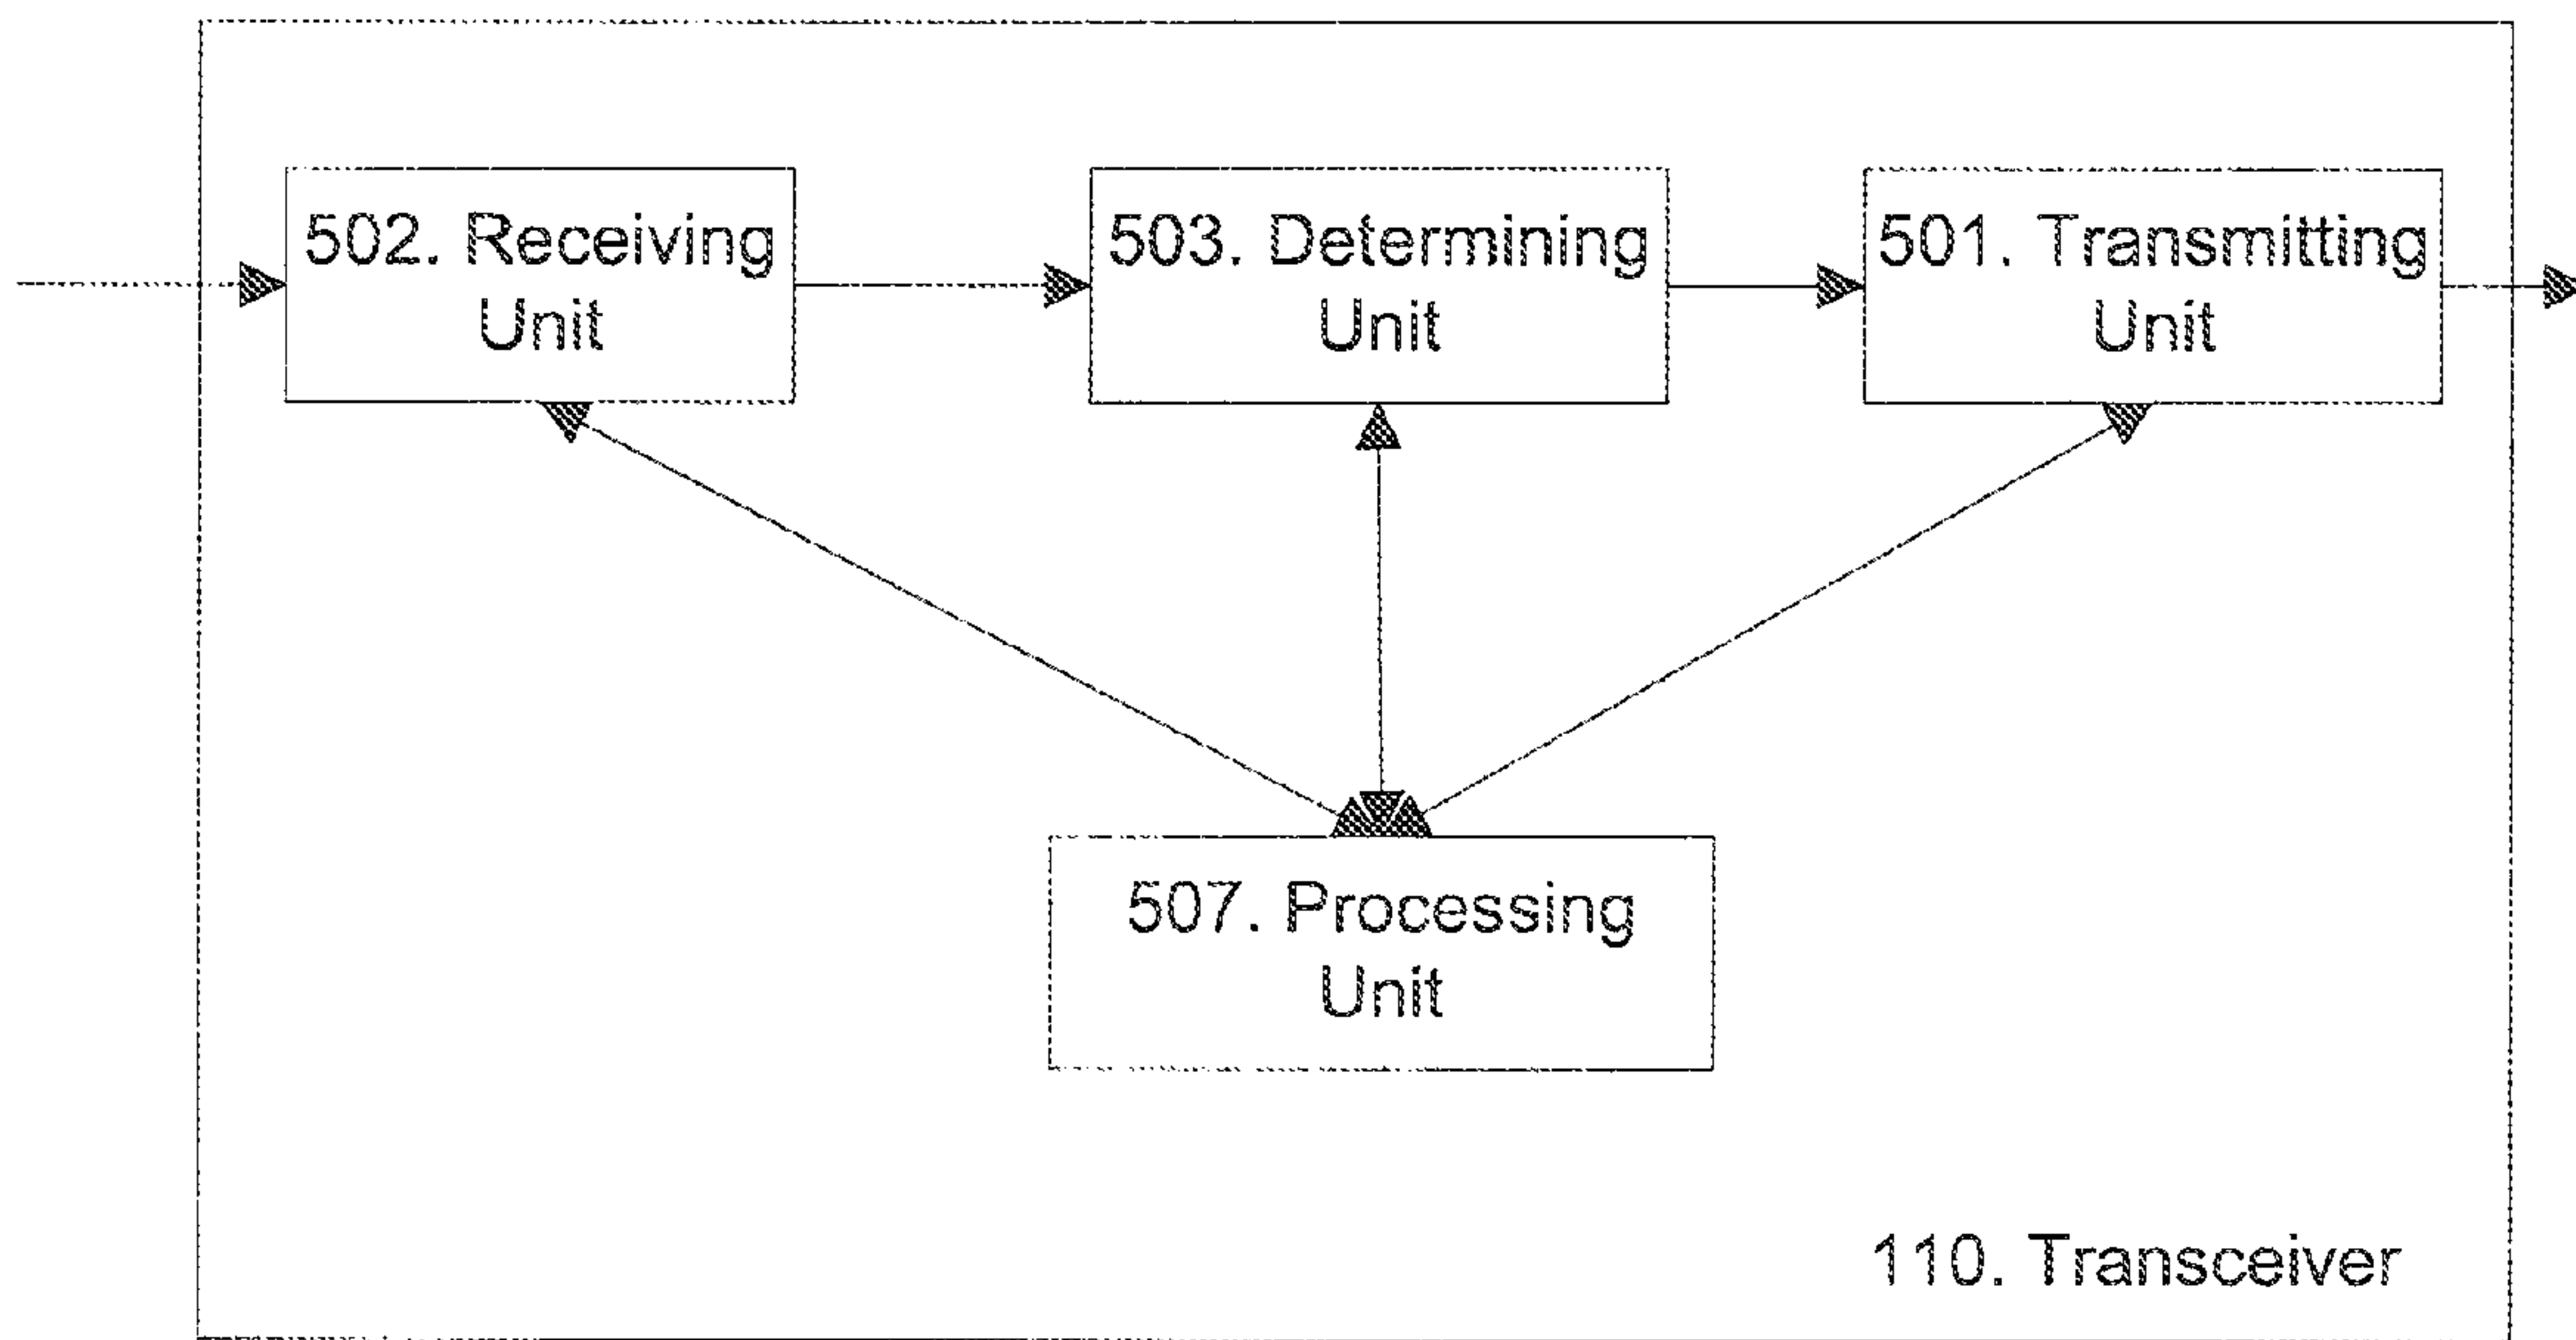 502. Receiving
Unit
503. Determining
Unit
501. Transmitting
Unit
507. Processing
Unit
110. Transceiver